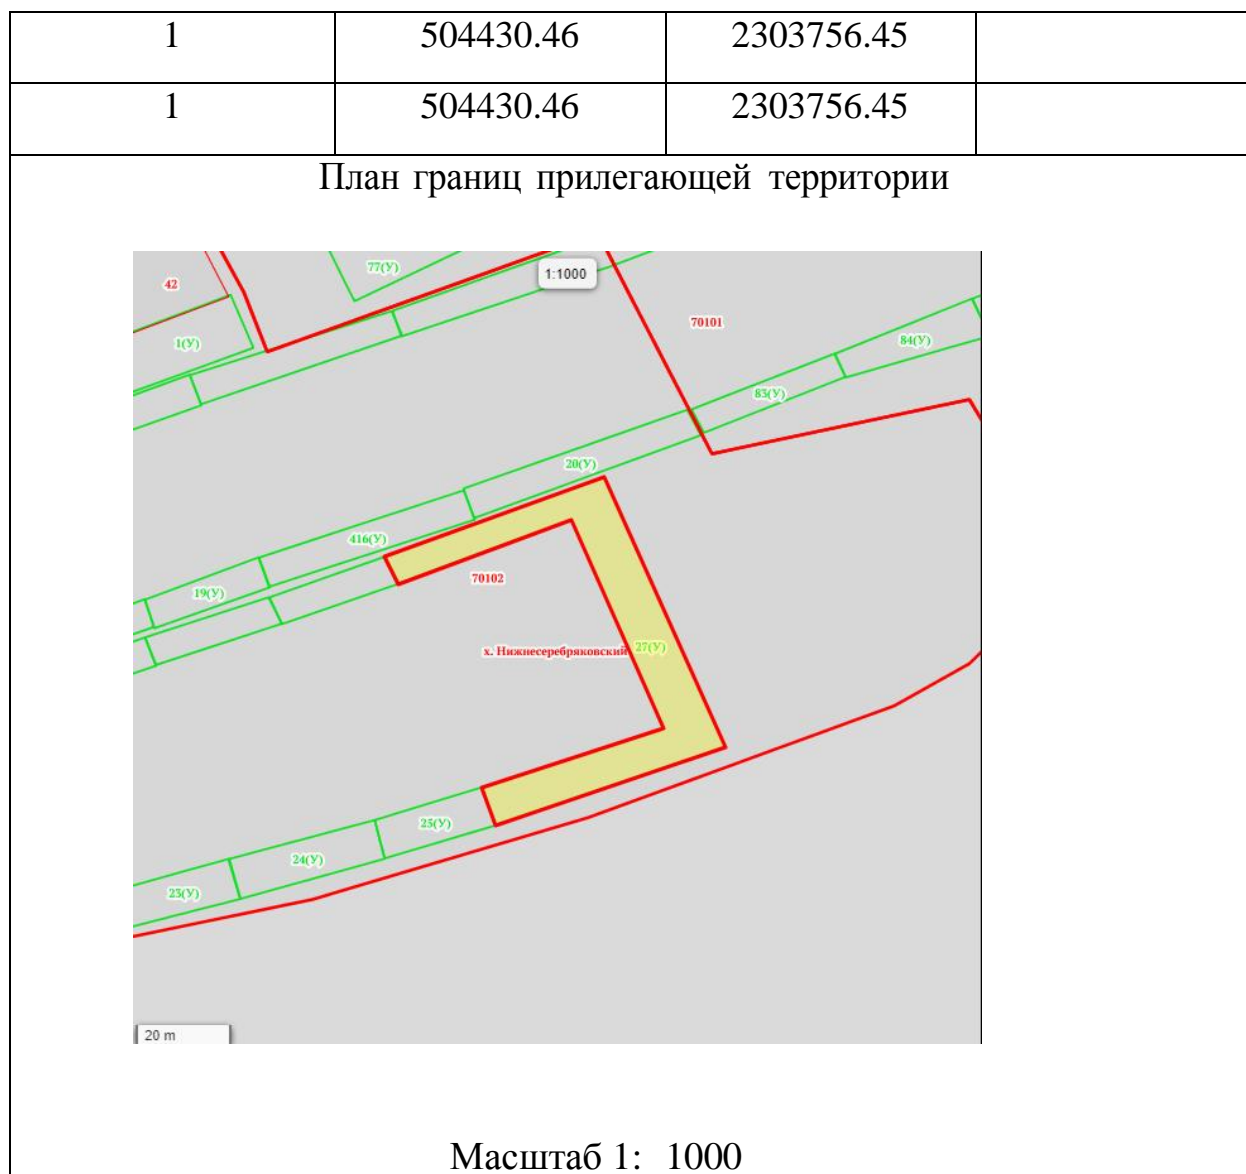 1 504430.46 2303756.45
1 504430.46 2303756.45
План границ прилегающей территории
77(У)
1:1000
42
70101
1(У)
84(У)
83(У)
20(У)
416(У)
70102
19(У)
х. Нижнесеребряковский 27(У)
25(У)
24(У)
23(У)
20 m
Масштаб 1: 1000